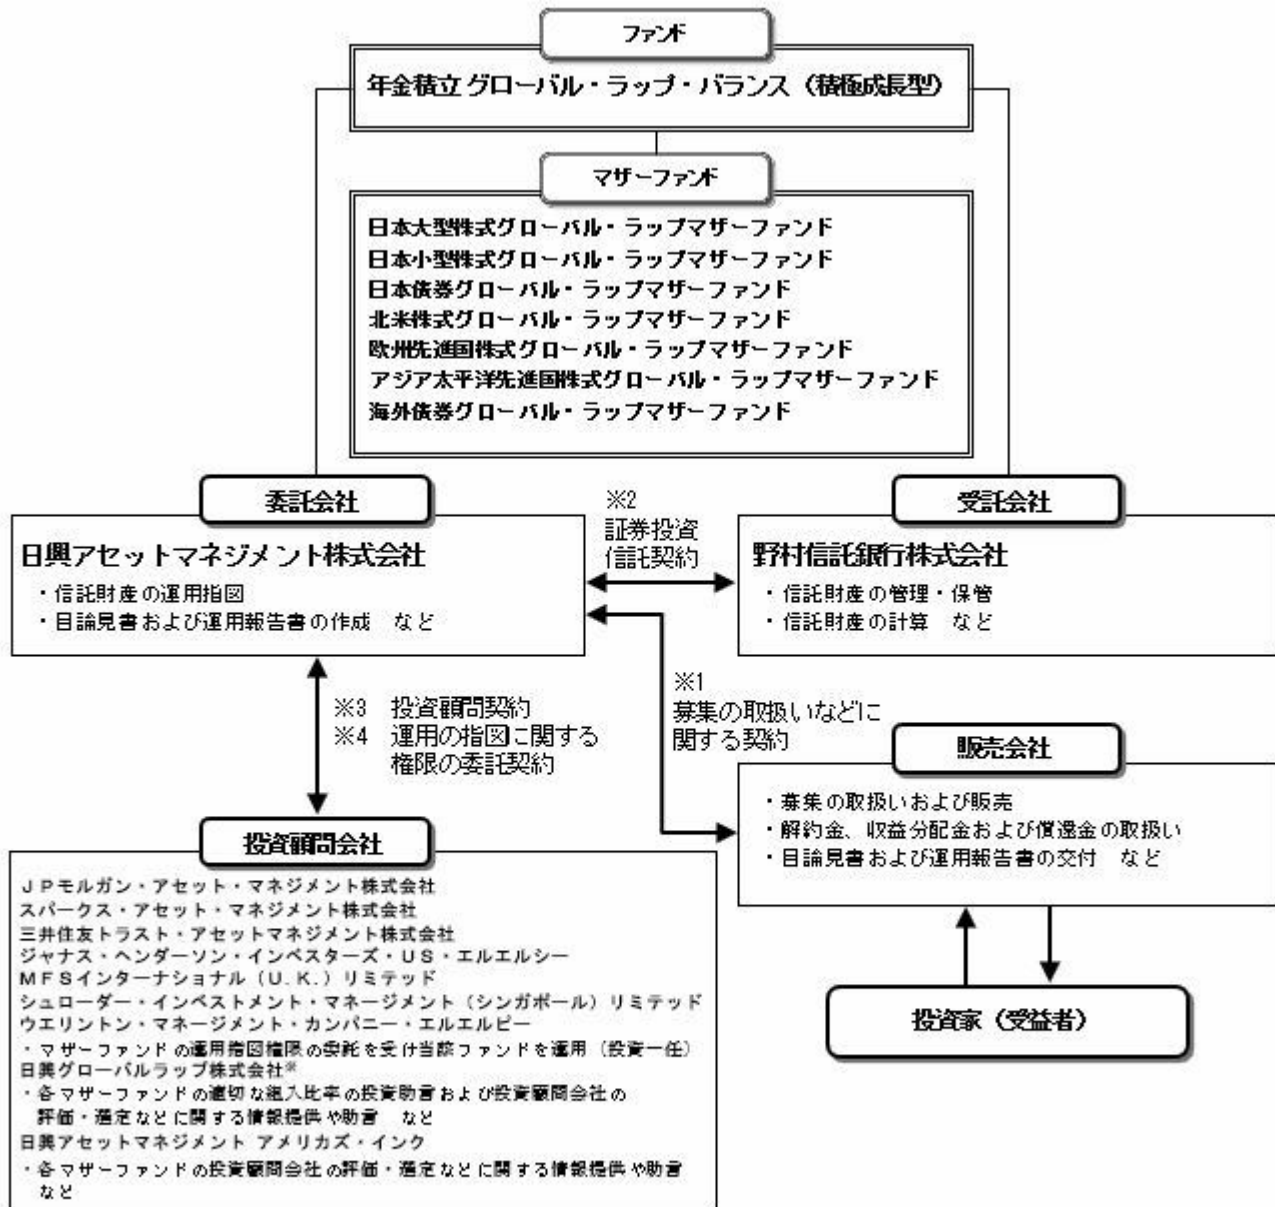 ファンド
年金積立 グローバル・ラップ・バランス（積極成長型）
マザーファンド
日本大型株式グローバル・ラップマザーファンド
日本小型株式グローバル・ラップマザーファンド
日本債券グローバル・ラップマザーファンド
北米株式グローバル・ラップマザーファンド
欧州先進国株式グローバル・ラップマザーファンド
アジア太平洋先進国株式グローバル・ラップマザーファンド
海外債券グローバル・ラップマザーファンド
委託会社
日興アセットマネジメント株式会社
・信託財産の運用指図
・目論見書および運用報告書の作成　など
※2
証券投資
信託契約
受託会社
野村信託銀行株式会社
・信託財産の管理・保管
・信託財産の計算　など
※3　投資顧問契約
※4　運用の指図に関する
権限の委託契約
※1
募集の取扱いなどに
関する契約
販売会社
・募集の取扱いおよび販売
・解約金、収益分配金および償還金の取扱い
・目論見書および運用報告書の交付　など
投資家（受益者）
投資顧問会社
ＪＰモルガン・アセット・マネジメント株式会社
スパークス・アセット・マネジメント株式会社
三井住友トラスト・アセットマネジメント株式会社
ジャナス・ヘンダーソン・インベスターズ・ＵＳ・エルエルシー
ＭＦＳインターナショナル（Ｕ.Ｋ.）リミテッド
シュローダー・インベストメント・マネージメント（シンガポール）リミテッド
ウエリントン・マネージメント・カンパニー・エルエルピー
・マザーファンドの運用指図権限の委託を受け当該ファンドを運用（投資一任）
日興グローバルラップ株式会社※
・各マザーファンドの適切な組入比率の投資助言および投資顧問会社の
評価・選定などに関する情報提供や助言　など
日興アセットマネジメント アメリカズ・インク
・各マザーファンドの投資顧問会社の評価・選定などに関する情報提供や助言
など